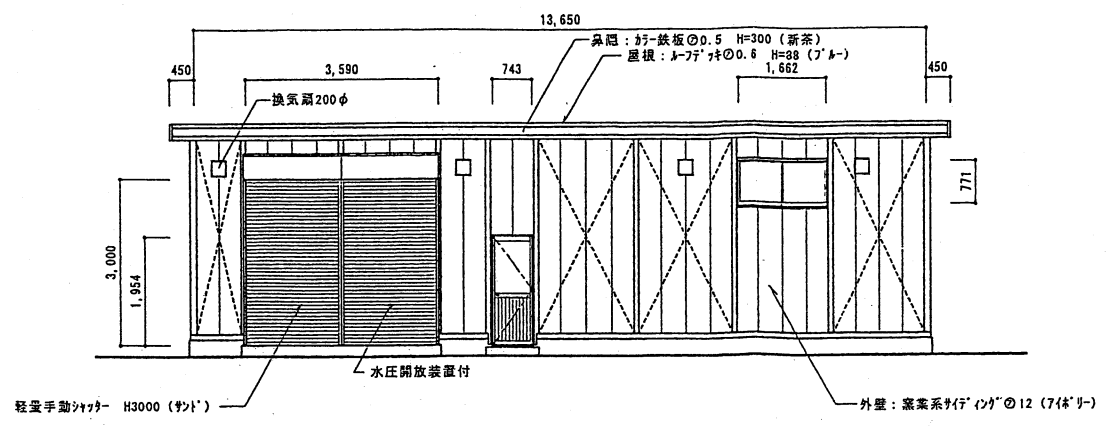 13,650
鼻隠：ｶﾗｰ鉄板㋐0.5 H=300（新茶）
屋根：ﾙｰﾌﾃﾞｯｷ㋐0.6 H=88（ﾌﾞﾙｰ）
450
3,590
743
1,662
450
換気扇200φ
771
3,000
1,954
水圧開放装置付
軽量手動ｼｬｯﾀｰ H3000（ｻﾝﾄﾞ）
外壁：窯業系ｻｲﾃﾞｨﾝｸﾞ㋐12（ｱｲﾎﾞﾘｰ）